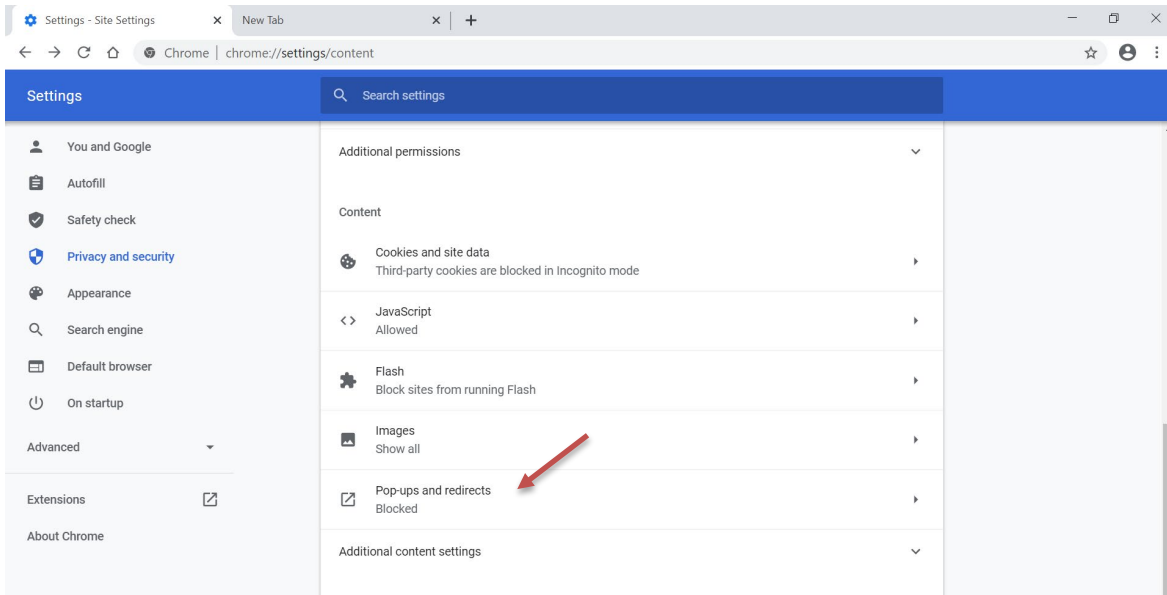 Settings - Site Settings
New Tab
Chrome | chrome://settings/content
Settings
Search settings
You and Google
Autofill
Safety check
Privacy and security
Appearance
Search engine
Default browser
On startup
Advanced
Extensions
About Chrome
Additional permissions
Content
Cookies and site data
Third-party cookies are blocked in Incognito mode
JavaScript
Allowed
Flash
Block sites from running Flash
Images
Show all
Pop-ups and redirects
Blocked
Additional content settings